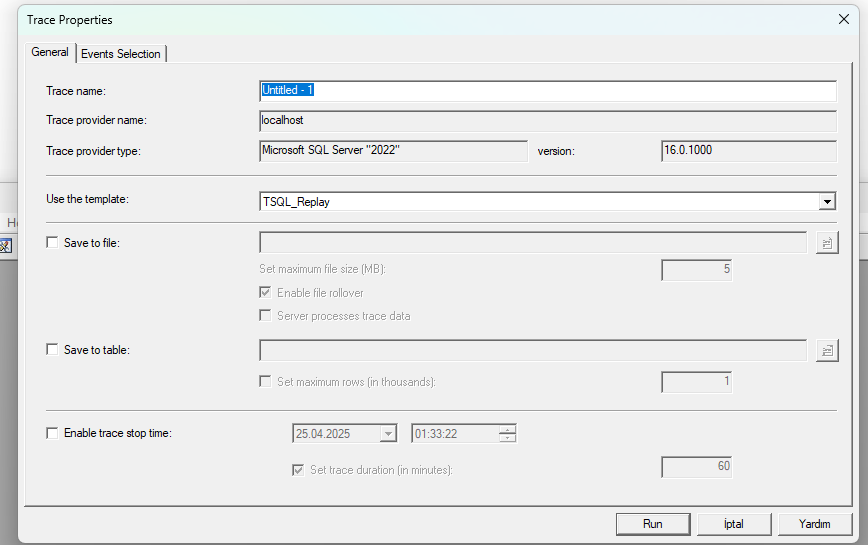 Trace Properties
General Events Selection
Trace name: Untitled - 1
Trace provider name: localhost
Trace provider type: Microsoft SQL Server "2022" version: 16.0.1000
Use the template: TSQL_Replay
Save to file:
Set maximum file size (MB): 5
Enable file rollover
Server processes trace data
Save to table:
Set maximum rows (in thousands): 1
Enable trace stop time: 25.04.2025 01:33:22
Set trace duration (in minutes): 60
Run İptal Yardım